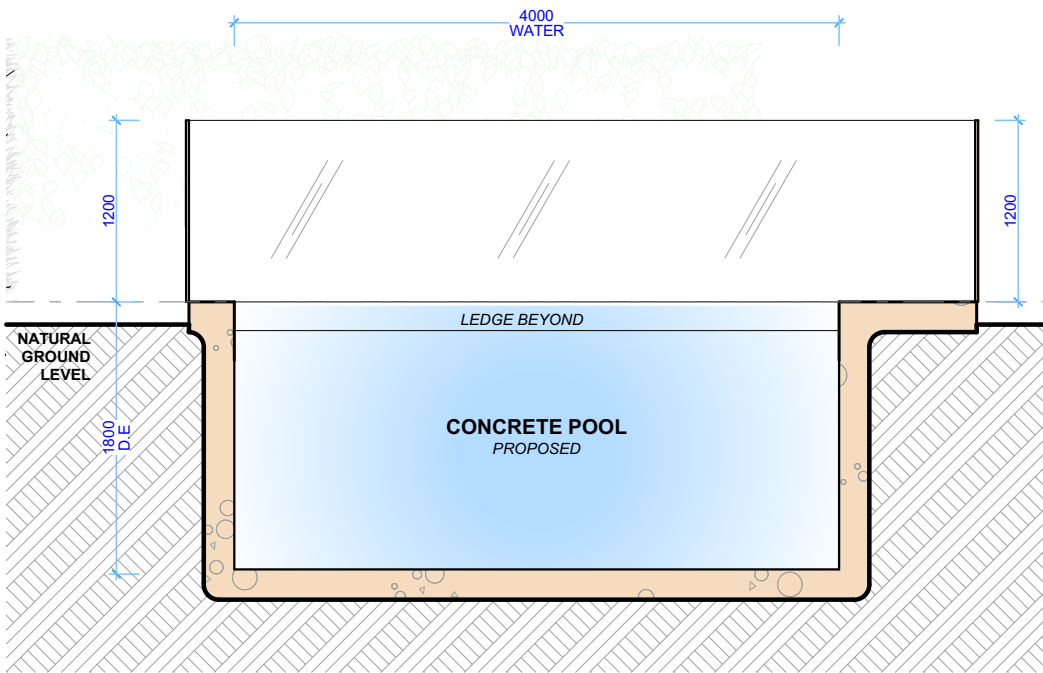 4000
WATER
1200
1200
LEDGE BEYOND
NATURAL
GROUND
LEVEL
1800
D.E
CONCRETE POOL
PROPOSED